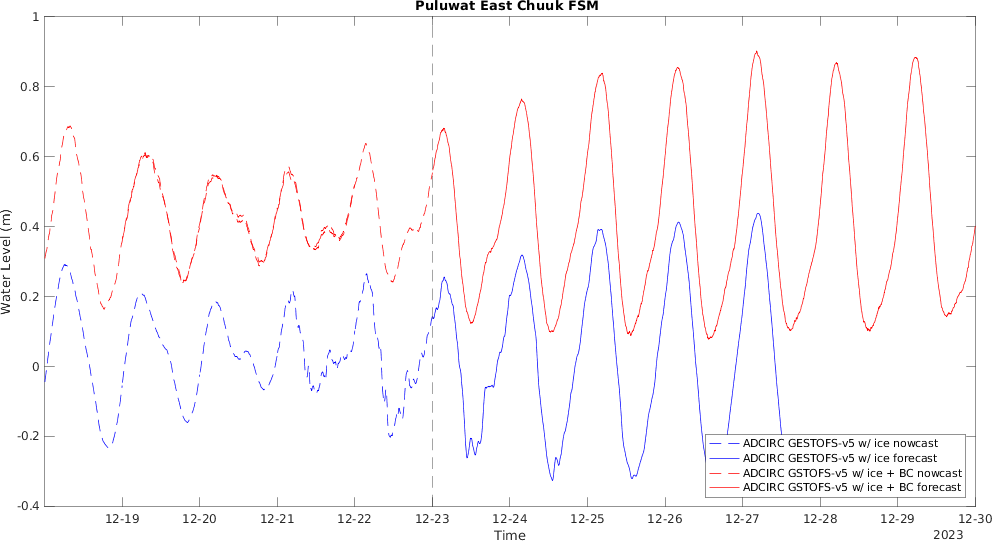 Puluwat East Chuuk FSM
Water Level (m)
1
0.8
0.6
0.4
0.2
0
-0.2
-0.4
ADCIRC GESTOFS-v5 w/ ice nowcast
ADCIRC GESTOFS-v5 w/ ice forecast
ADCIRC GSTOFS-v5 w/ ice + BC nowcast
ADCIRC GSTOFS-v5 w/ ice + BC forecast
12-19 12-20 12-21 12-22 12-23 12-24 12-25 12-26 12-27 12-28 12-29 12-30
Time
2023